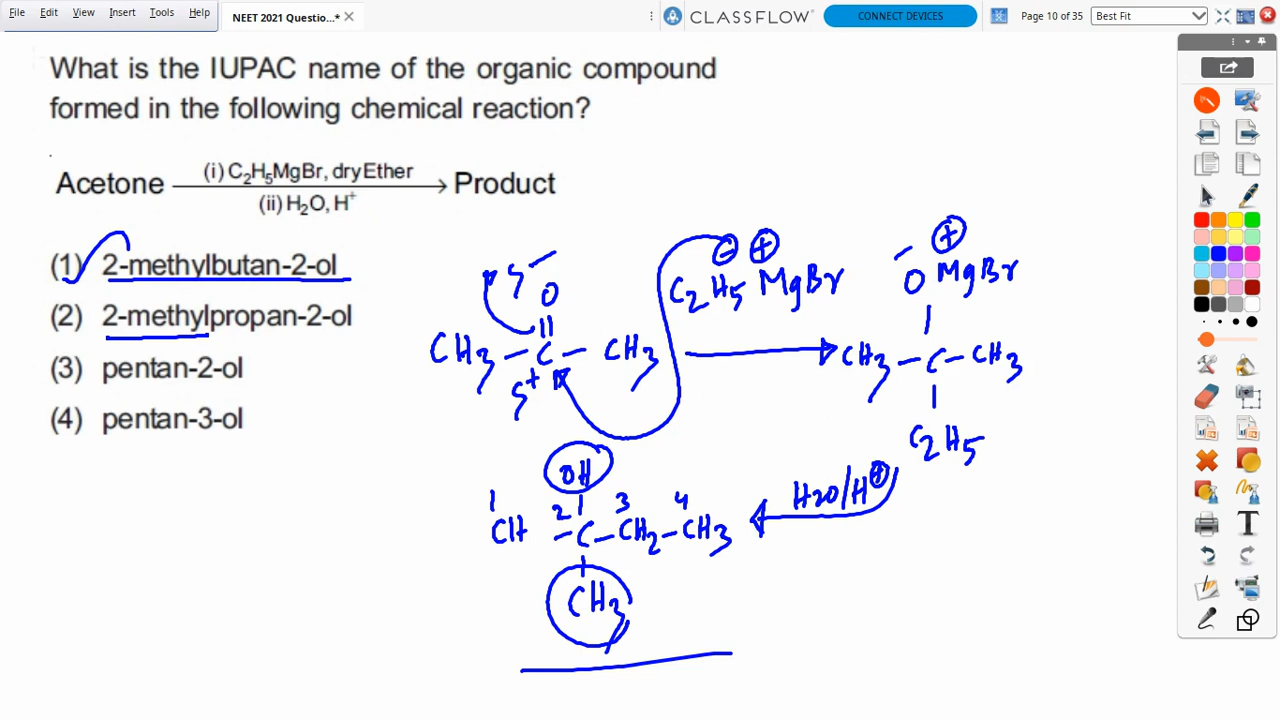 File Edit View Insert Tools Help
NEET 2021 Questio...*
CLASSFLOW
CONNECT DEVICES
Page 10 of 35
Best Fit
What is the IUPAC name of the organic compound
formed in the following chemical reaction?
(i) C₂H₅MgBr, dry Ether
Acetone → Product
(ii) H₂O, H⁺
(1) 2-methylbutan-2-ol
(2) 2-methylpropan-2-ol
(3) pentan-2-ol
(4) pentan-3-ol
δ-
O
CH3 - C - CH3
δ+
⊖ ⊕
C2H5 MgBr
- ⊕
O MgBr
CH3 - C - CH3
C2H5
H2O/H⊕
OH
1 2 3 4
CH - C - CH2 - CH3
CH3
T